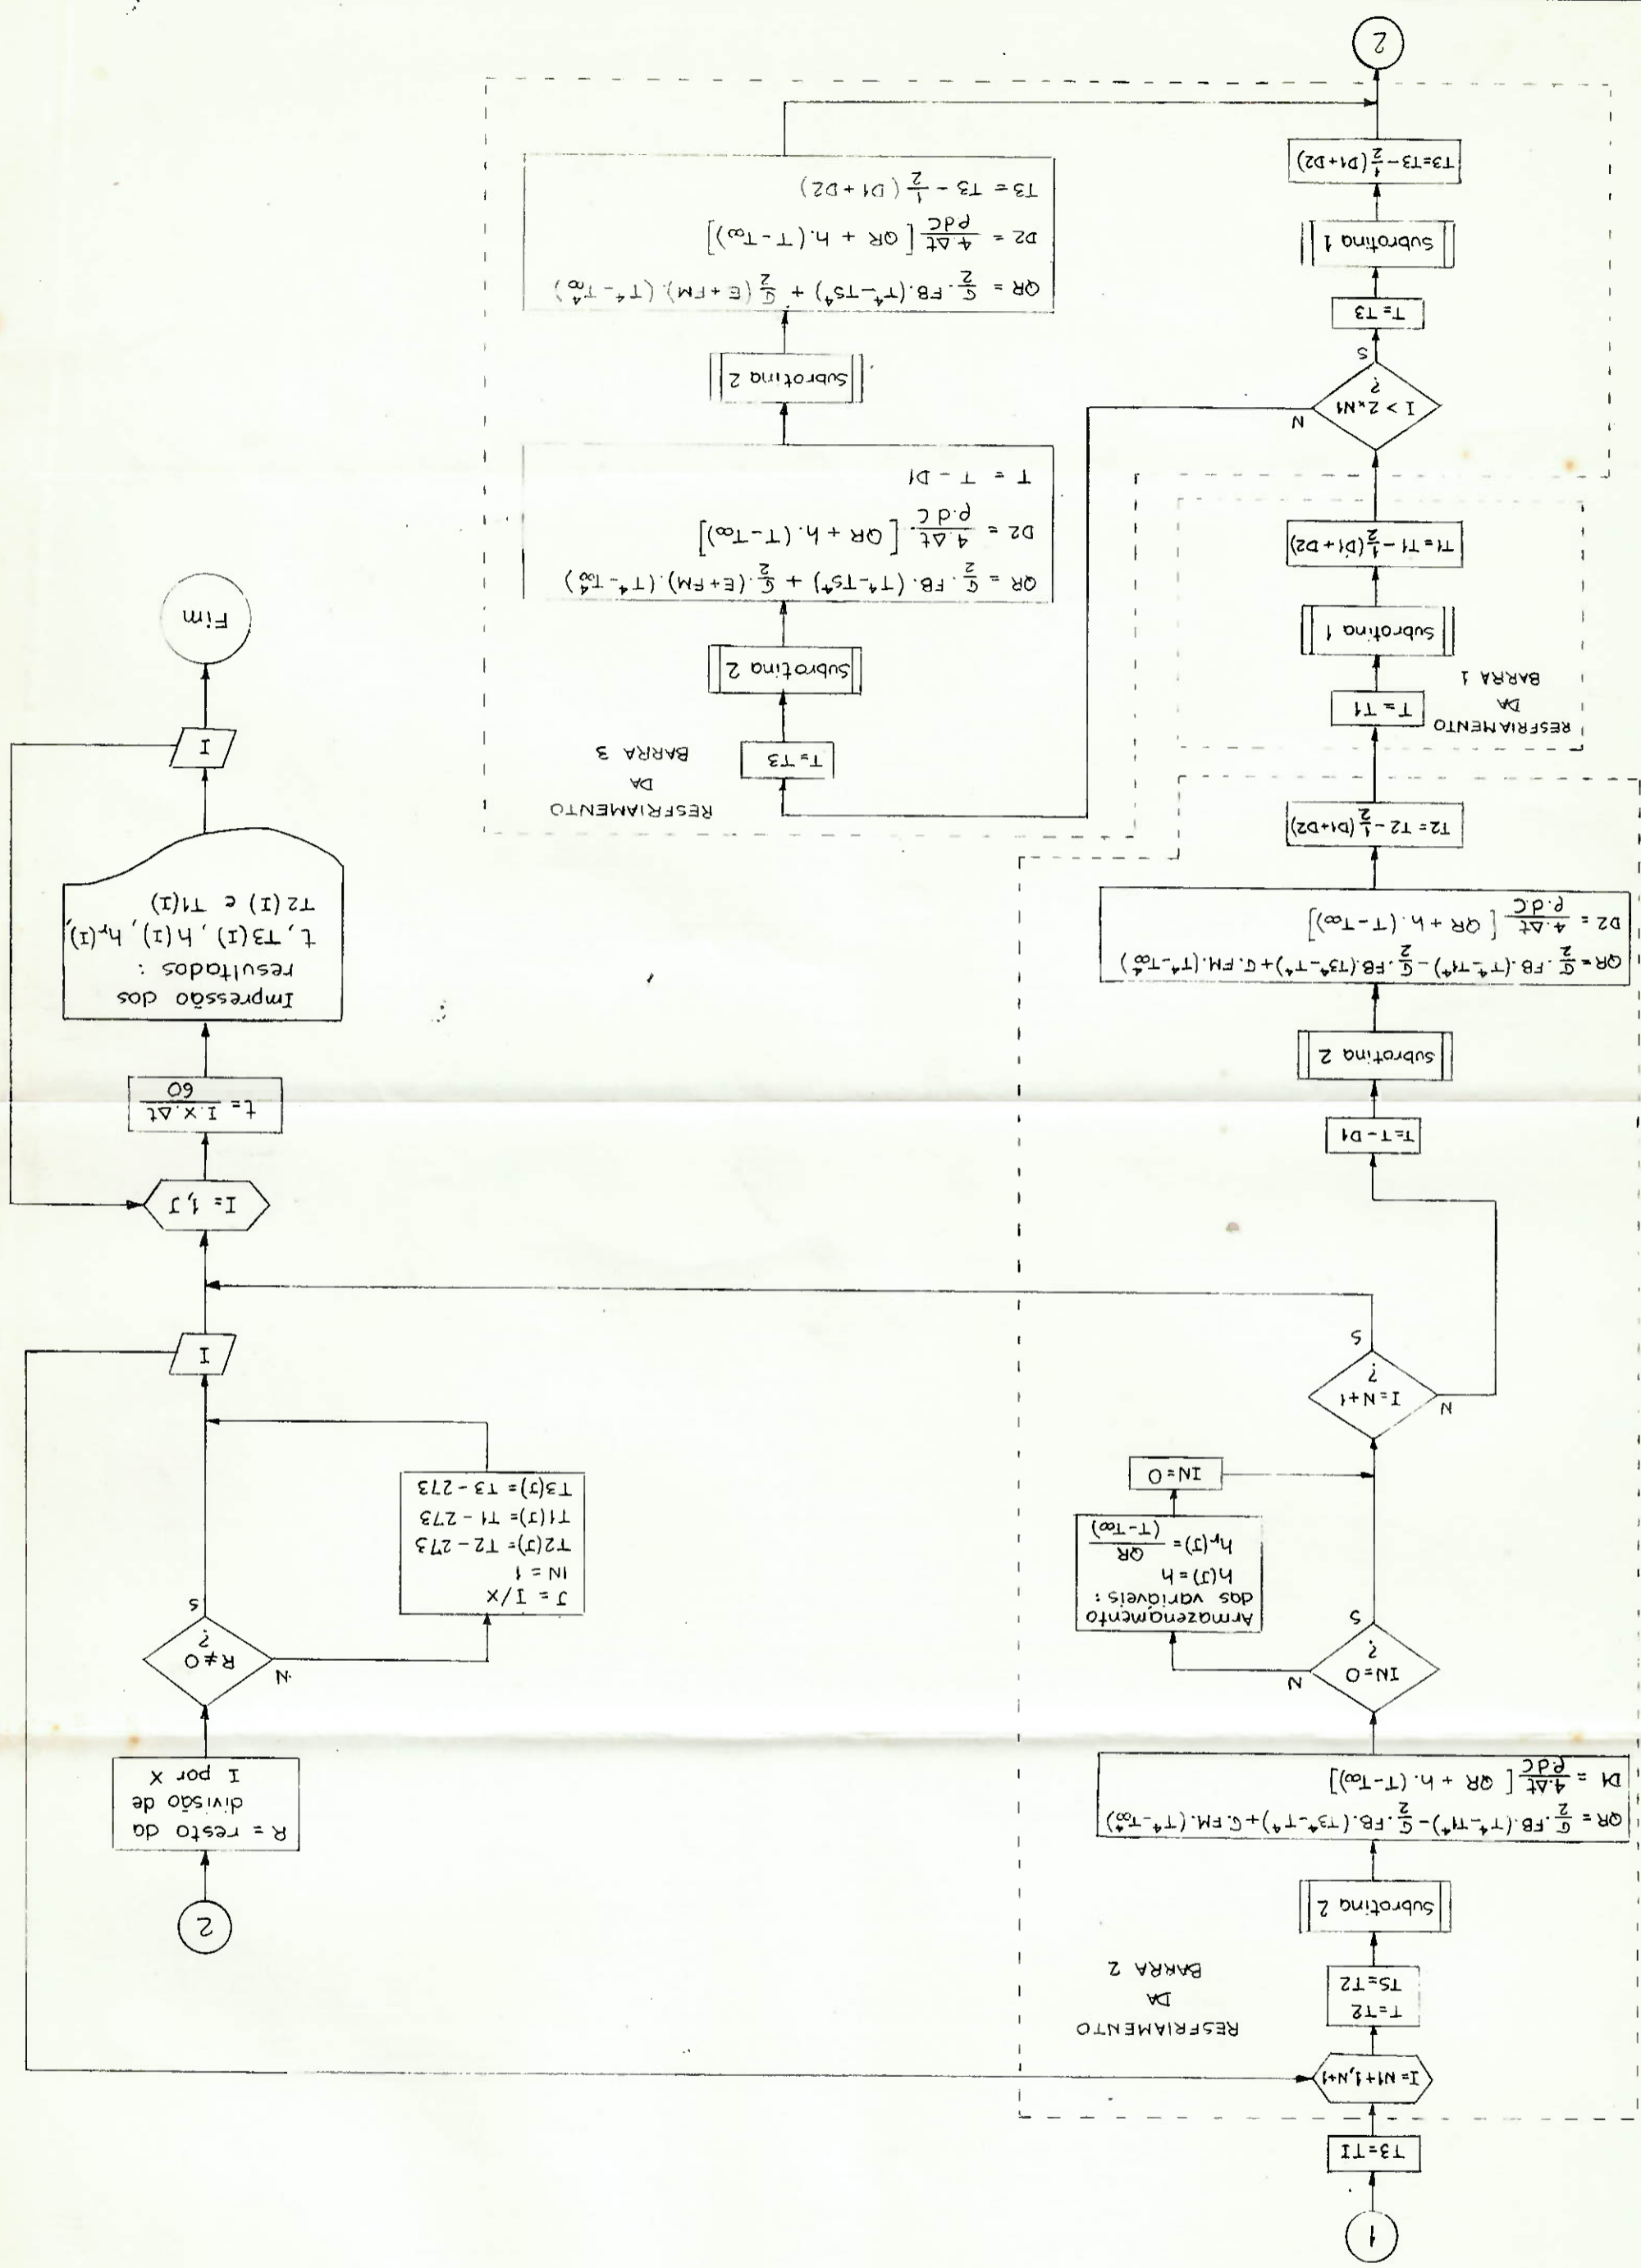 1
T3=TI
I=N1+1,N+1
T=T2
TS=T2
RESFRIAMENTO
DA
BARRA 2
Subrotina 2
QR = σ/2 . FB.(T⁴-T1⁴) - σ/2 . FB.(T3⁴-T⁴) + σ.FM.(T⁴-T∞⁴)
D1 = 4.Δt/ρ.d.C [ QR + h.(T-T∞)]
IN=0
?
N
S
Armazenamento
das variáveis :
h(J)=h
hr(J)= QR/(T-T∞)
IN=0
I=N+1
?
N
S
T=T-D1
Subrotina 2
QR = σ/2 . FB.(T⁴-T1⁴) - σ/2 . FB.(T3⁴-T⁴) + σ.FM.(T⁴-T∞⁴)
D2 = 4.Δt/ρ.d.C [ QR + h.(T-T∞)]
T2= T2 - 1/2 (D1+D2)
RESFRIAMENTO
DA
BARRA 1
T=T1
Subrotina 1
T1= T1 - 1/2 (D1+D2)
I > 2×N1
?
N
S
T=T3
Subrotina 1
T3=T3 - 1/2 (D1+D2)
2
RESFRIAMENTO
DA
BARRA 3
T=T3
Subrotina 2
QR = σ/2 . FB.(T⁴-TS⁴) + σ/2 .(E+FM).(T⁴-T∞⁴)
D2 = 4.Δt/ρ.d.C . [ QR + h.(T-T∞)]
T = T - D1
Subrotina 2
QR = σ/2 . FB.(T⁴-TS⁴) + σ/2 (E+FM).(T⁴-T∞⁴)
D2 = 4.Δt/ρdC [ QR + h.(T-T∞)]
T3 = T3 - 1/2 (D1+D2)
2
R = resto da
divisão de
I por X
R≠0
?
N
S
J = I/X
IN = 1
T2(J)= T2-273
T1(J)= T1-273
T3(J)= T3-273
I
I= 1,J
t= I.X.Δt/60
Impressão dos
resultados :
t, T3(I), h(I), hr(I),
T2(I) e T1(I)
I
Fim